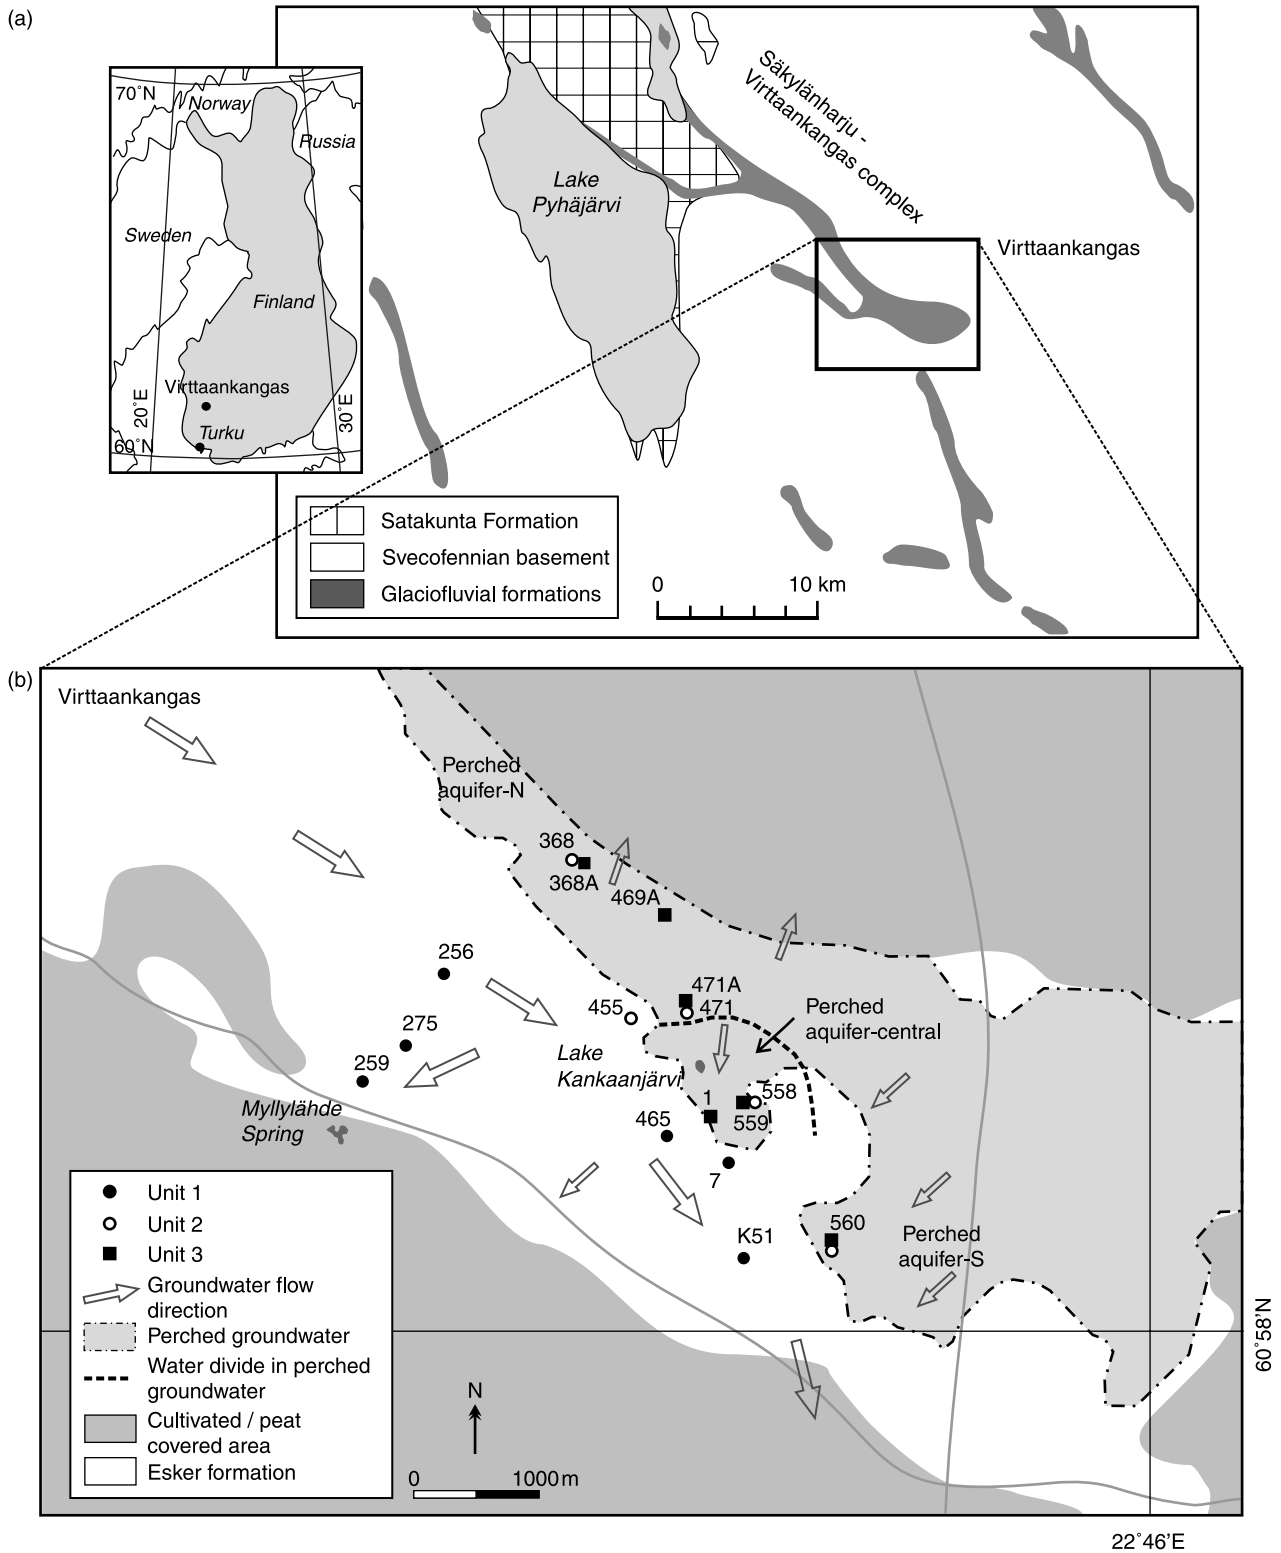 (a)
70°N
Norway
Russia
Sweden
Finland
Virttaankangas
20°E
30°E
Turku
60°N
Säkylänharju -
Virttaankangas complex
Lake
Pyhäjärvi
Virttaankangas
Satakunta Formation
Svecofennian basement
Glaciofluvial formations
0 10 km
(b)
Virttaankangas
Perched
aquifer-N
368
368A
469A
256
471A
471
455
Perched
aquifer-central
275
259
Lake
Kankaanjärvi
Myllylähde
Spring
1
558
559
465
7
K51
560
Perched
aquifer-S
Unit 1
Unit 2
Unit 3
Groundwater flow
direction
Perched groundwater
Water divide in perched
groundwater
Cultivated / peat
covered area
Esker formation
N
0 1000 m
60°58'N
22°46'E